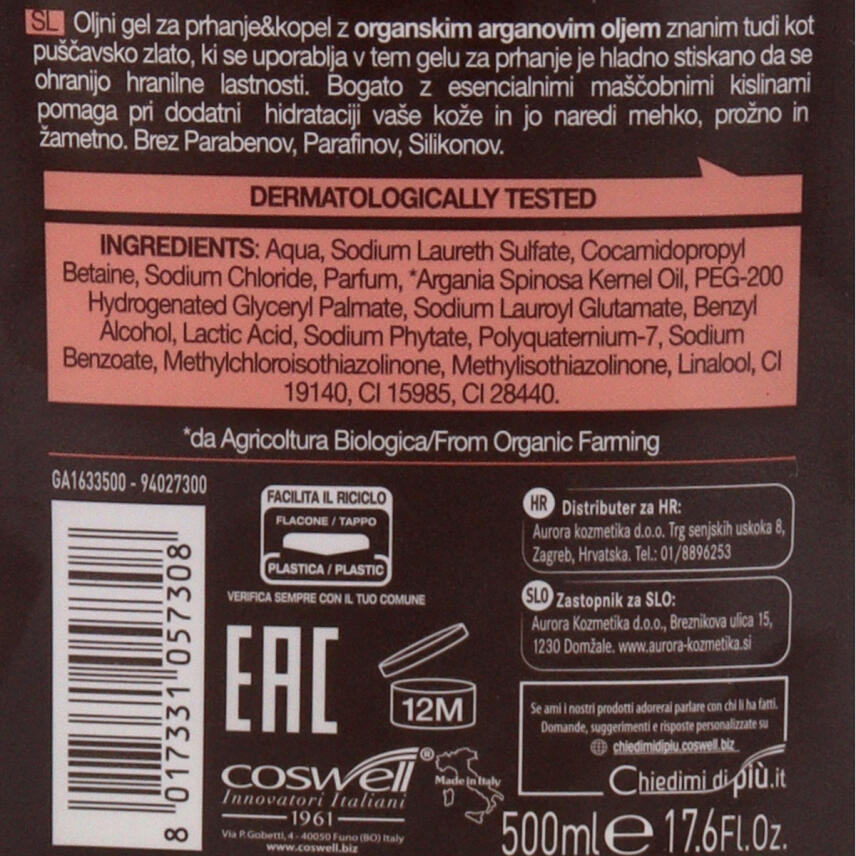 SL Oljni gel za prhanje&kopel z organskim arganovim oljem znanim tudi kot
puščavsko zlato, ki se uporablja v tem gelu za prhanje je hladno stiskano da se
ohranijo hranilne lastnosti. Bogato z esencialnimi maščobnimi kislinami
pomaga pri dodatni hidrataciji vaše kože in jo naredi mehko, prožno in
žametno. Brez Parabenov, Parafinov, Silikonov.
DERMATOLOGICALLY TESTED
INGREDIENTS: Aqua, Sodium Laureth Sulfate, Cocamidopropyl
Betaine, Sodium Chloride, Parfum, *Argania Spinosa Kernel Oil, PEG-200
Hydrogenated Glyceryl Palmate, Sodium Lauroyl Glutamate, Benzyl
Alcohol, Lactic Acid, Sodium Phytate, Polyquaternium-7, Sodium
Benzoate, Methylchloroisothiazolinone, Methylisothiazolinone, Linalool, CI
19140, CI 15985, CI 28440.
*da Agricoltura Biologica/From Organic Farming
GA1633500 - 94027300
8 017331 057308
FACILITA IL RICICLO
FLACONE / TAPPO
PLASTICA / PLASTIC
VERIFICA SEMPRE CON IL TUO COMUNE
EAC
12M
coswell®
Innovatori Italiani
1961
Via P.Gobetti, 4 - 40050 Funo (BO) Italy
www.coswell.biz
Made in Italy
HR Distributer za HR:
Aurora kozmetika d.o.o. Trg senjskih uskoka 8,
Zagreb, Hrvatska. Tel.: 01/8896253
SLO Zastopnik za SLO:
Aurora Kozmetika d.o.o., Breznikova ulica 15,
1230 Domžale. www.aurora-kozmetika.si
Se ami i nostri prodotti adorerai parlare con chi li ha fatti.
Domande, suggerimenti e risposte personalizzate su
chiedimidipiu.coswell.biz
Chiedimi di più.it
500ml e 17.6Fl.Oz.